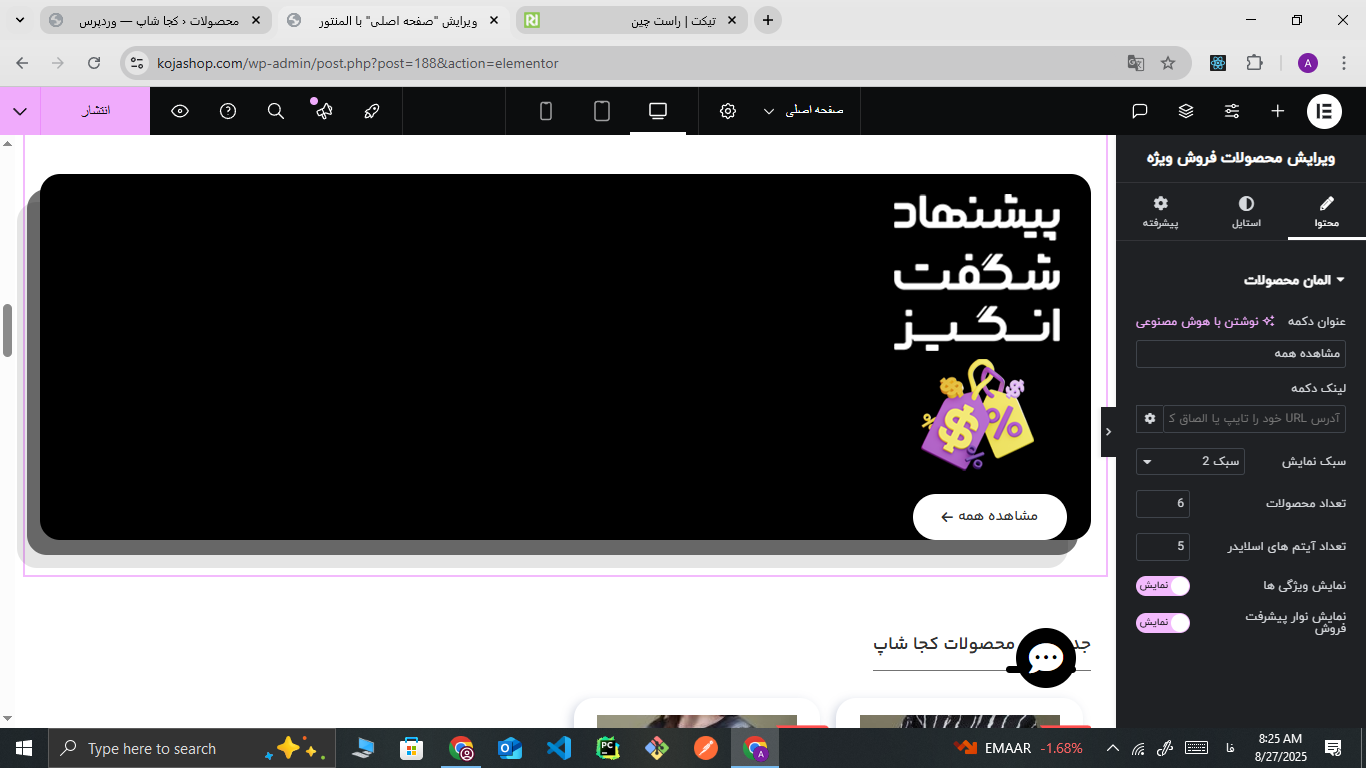 محصولات ‹ کجا شاپ — وردپرس
ویرایش "صفحه اصلی" با المنتور
تیکت | راست چین
kojashop.com/wp-admin/post.php?post=188&action=elementor
A
انتشار
صفحه اصلی
ویرایش محصولات فروش ویژه
محتوا
استایل
پیشرفته
المان محصولات
عنوان دکمه
نوشتن با هوش مصنوعی
مشاهده همه
لینک دکمه
آدرس URL خود را تایپ یا الصاق ک
سبک نمایش
سبک 2
تعداد محصولات
6
تعداد آیتم های اسلایدر
5
نمایش ویژگی ها
نمایش
نمایش نوار پیشرفت
فروش
نمایش
پیشنهاد
شگفت
انگیز
مشاهده همه ←
محصولات کجا شاپ
Type here to search
EMAAR -1.68%
فا
8:25 AM
8/27/2025